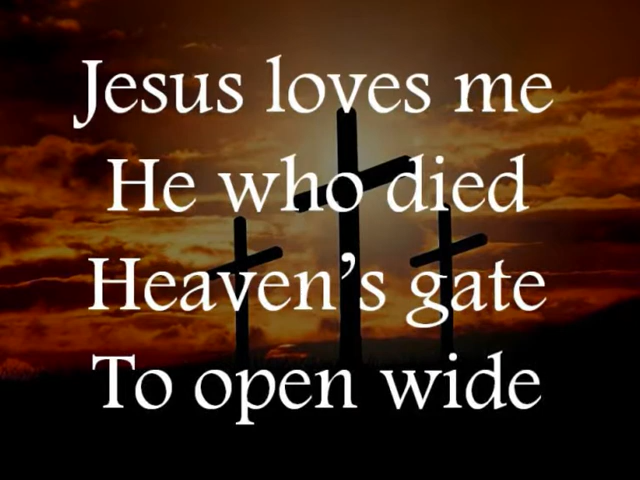 Jesus loves me
He who died
Heaven’s gate
To open wide